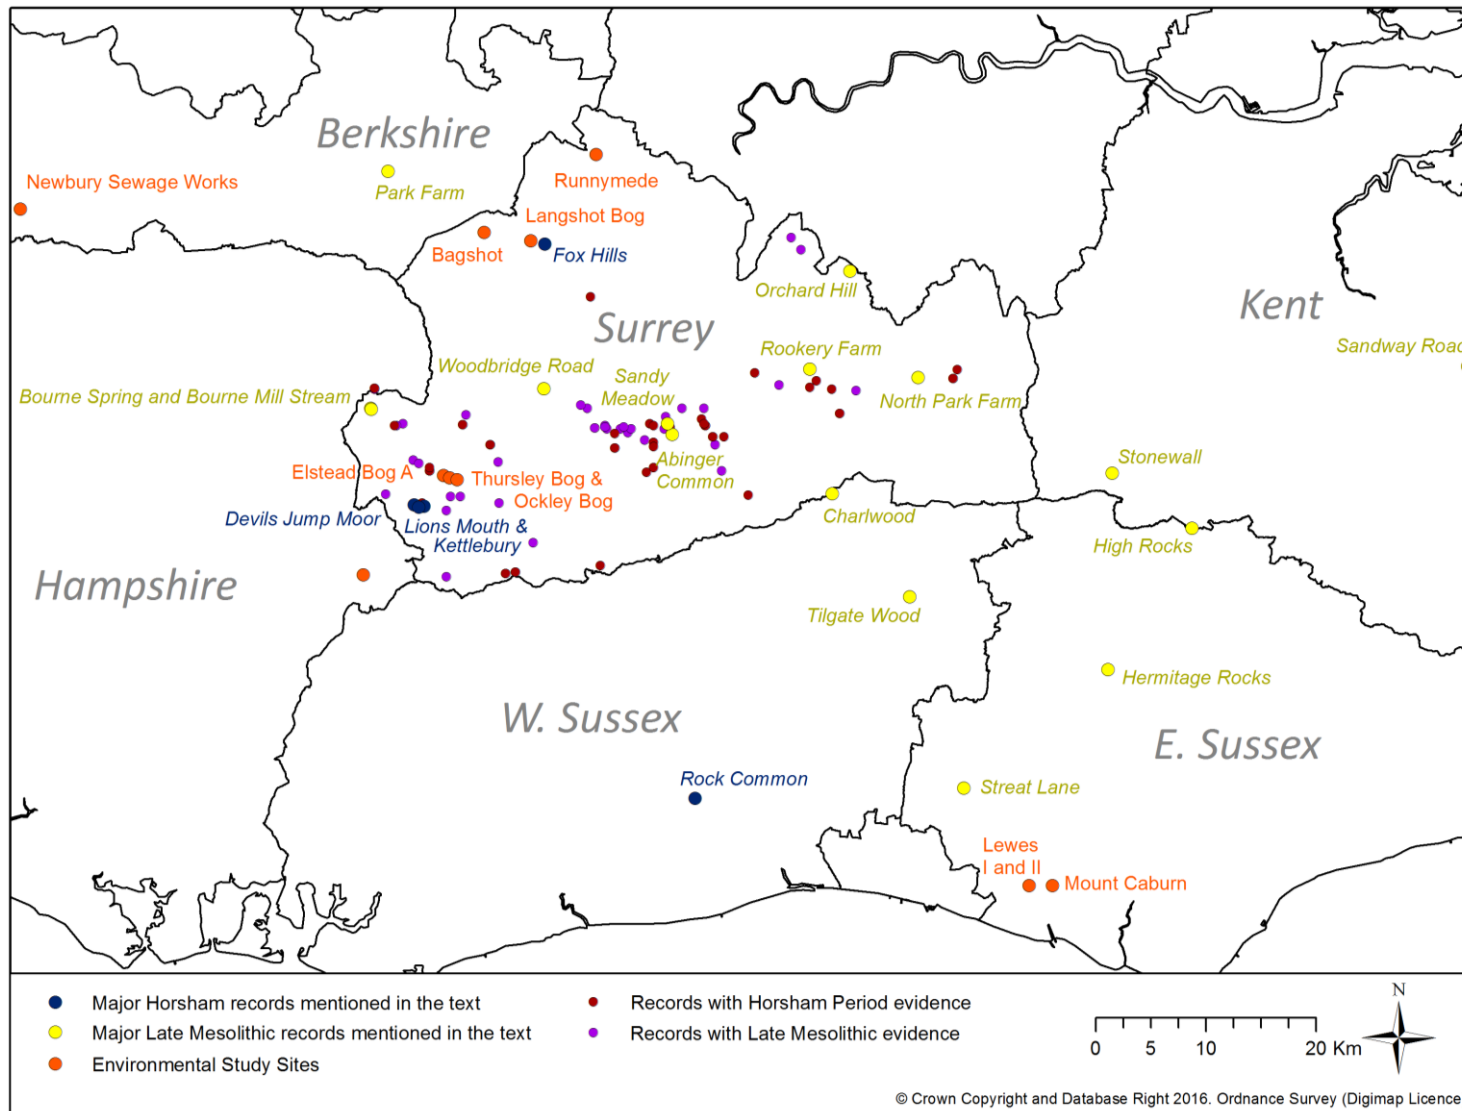 Berkshire
Newbury Sewage Works
Park Farm
Runnymede
Langshot Bog
Bagshot
Fox Hills
Orchard Hill
Kent
Surrey
Sandway Road
Rookery Farm
Woodbridge Road
Sandy
Meadow
Bourne Spring and Bourne Mill Stream
North Park Farm
Abinger
Common
Stonewall
Elstead Bog A
Thursley Bog &
Ockley Bog
Devils Jump Moor
Lions Mouth &
Kettlebury
Charlwood
High Rocks
Hampshire
Tilgate Wood
Hermitage Rocks
W. Sussex
E. Sussex
Rock Common
Streat Lane
Lewes
I and II
Mount Caburn
Major Horsham records mentioned in the text
Major Late Mesolithic records mentioned in the text
Environmental Study Sites
Records with Horsham Period evidence
Records with Late Mesolithic evidence
N
0 5 10 20 Km
© Crown Copyright and Database Right 2016. Ordnance Survey (Digimap Licence